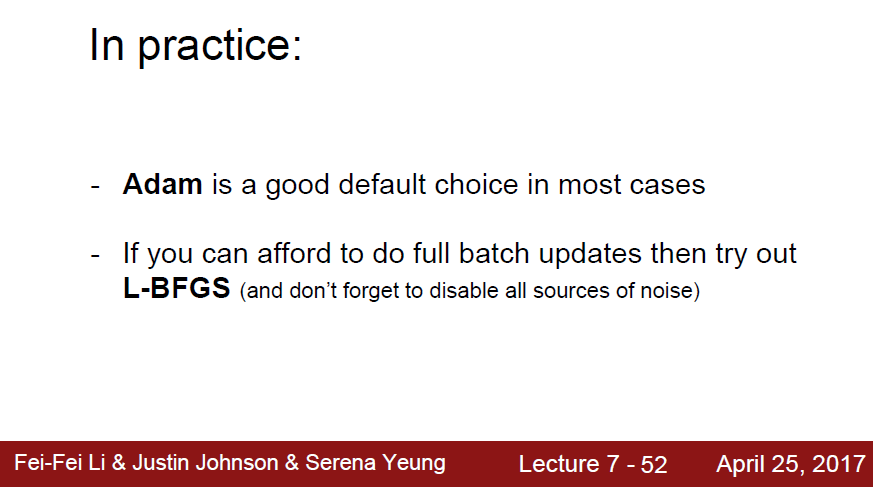 In practice:
- Adam is a good default choice in most cases
- If you can afford to do full batch updates then try out
L-BFGS (and don’t forget to disable all sources of noise)
Fei-Fei Li & Justin Johnson & Serena Yeung Lecture 7 - 52 April 25, 2017